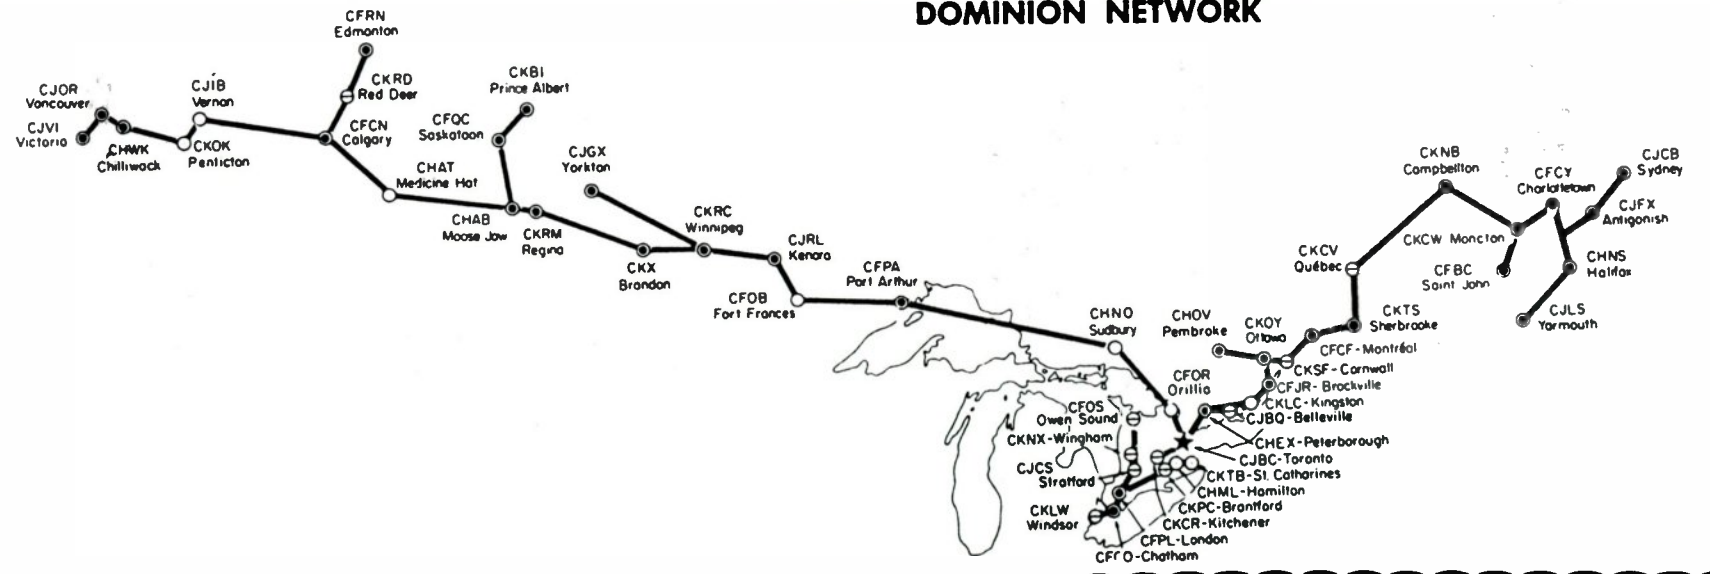 DOMINION NETWORK
CFRN
Edmonton
CKRD
Red Deer
CJIB
Vernon
CJOR
Vancouver
CJVI
Victoria
CHWK
Chilliwack
CKOK
Penticton
CFCN
Calgary
CKBI
Prince Albert
CFQC
Saskatoon
CHAT
Medicine Hat
CJGX
Yorkton
CHAB
Moose Jaw
CKRM
Regina
CKRC
Winnipeg
CKX
Brandon
CJRL
Kenora
CFOB
Fort Frances
CFPA
Port Arthur
CHNO
Sudbury
CHOV
Pembroke
CKOY
Ottawa
CFOR
Orillia
CKNB
Campbellton
CFCY
Charlottetown
CJCB
Sydney
CJFX
Antigonish
CKCW Moncton
CKCV
Québec
CFBC
Saint John
CHNS
Halifax
CJLS
Yarmouth
CKTS
Sherbrooke
CFCF-Montréal
CKSF-Cornwall
CFJR-Brockville
CKLC-Kingston
CJBQ-Belleville
CHEX-Peterborough
CJBC-Toronto
CKTB-St. Catharines
CHML-Hamilton
CKPC-Brantford
CKCR-Kitchener
CFPL-London
-Chatham
CFOS
Owen Sound
CKNX-Wingham
CJCS
Stratford
CKLW
Windsor